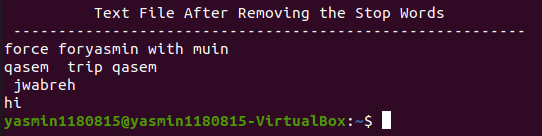 Text File After Removing the Stop Words
----------------------------------------------------------
force foryasmin with muin
qasem  trip qasem
 jwabreh
hi
yasmin1180815@yasmin1180815-VirtualBox:~$